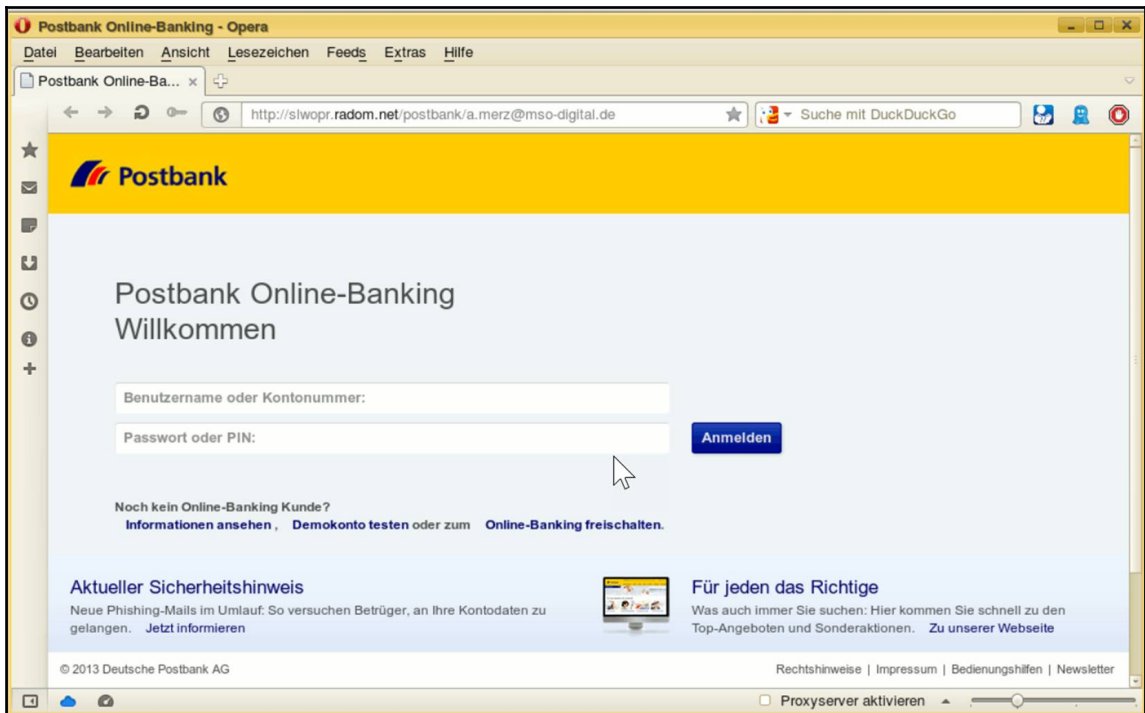 Postbank Online-Banking - Opera
Datei Bearbeiten Ansicht Lesezeichen Feeds Extras Hilfe
Postbank Online-Ba...
http://slwopr.radom.net/postbank/a.merz@mso-digital.de
Suche mit DuckDuckGo
Postbank
Postbank Online-Banking
Willkommen
Benutzername oder Kontonummer:
Passwort oder PIN:
Anmelden
Noch kein Online-Banking Kunde?
Informationen ansehen , Demokonto testen oder zum Online-Banking freischalten.
Aktueller Sicherheitshinweis
Neue Phishing-Mails im Umlauf: So versuchen Betrüger, an Ihre Kontodaten zu
gelangen. Jetzt informieren
Für jeden das Richtige
Was auch immer Sie suchen: Hier kommen Sie schnell zu den
Top-Angeboten und Sonderaktionen. Zu unserer Webseite
© 2013 Deutsche Postbank AG
Rechtshinweise | Impressum | Bedienungshilfen | Newsletter
Proxyserver aktivieren